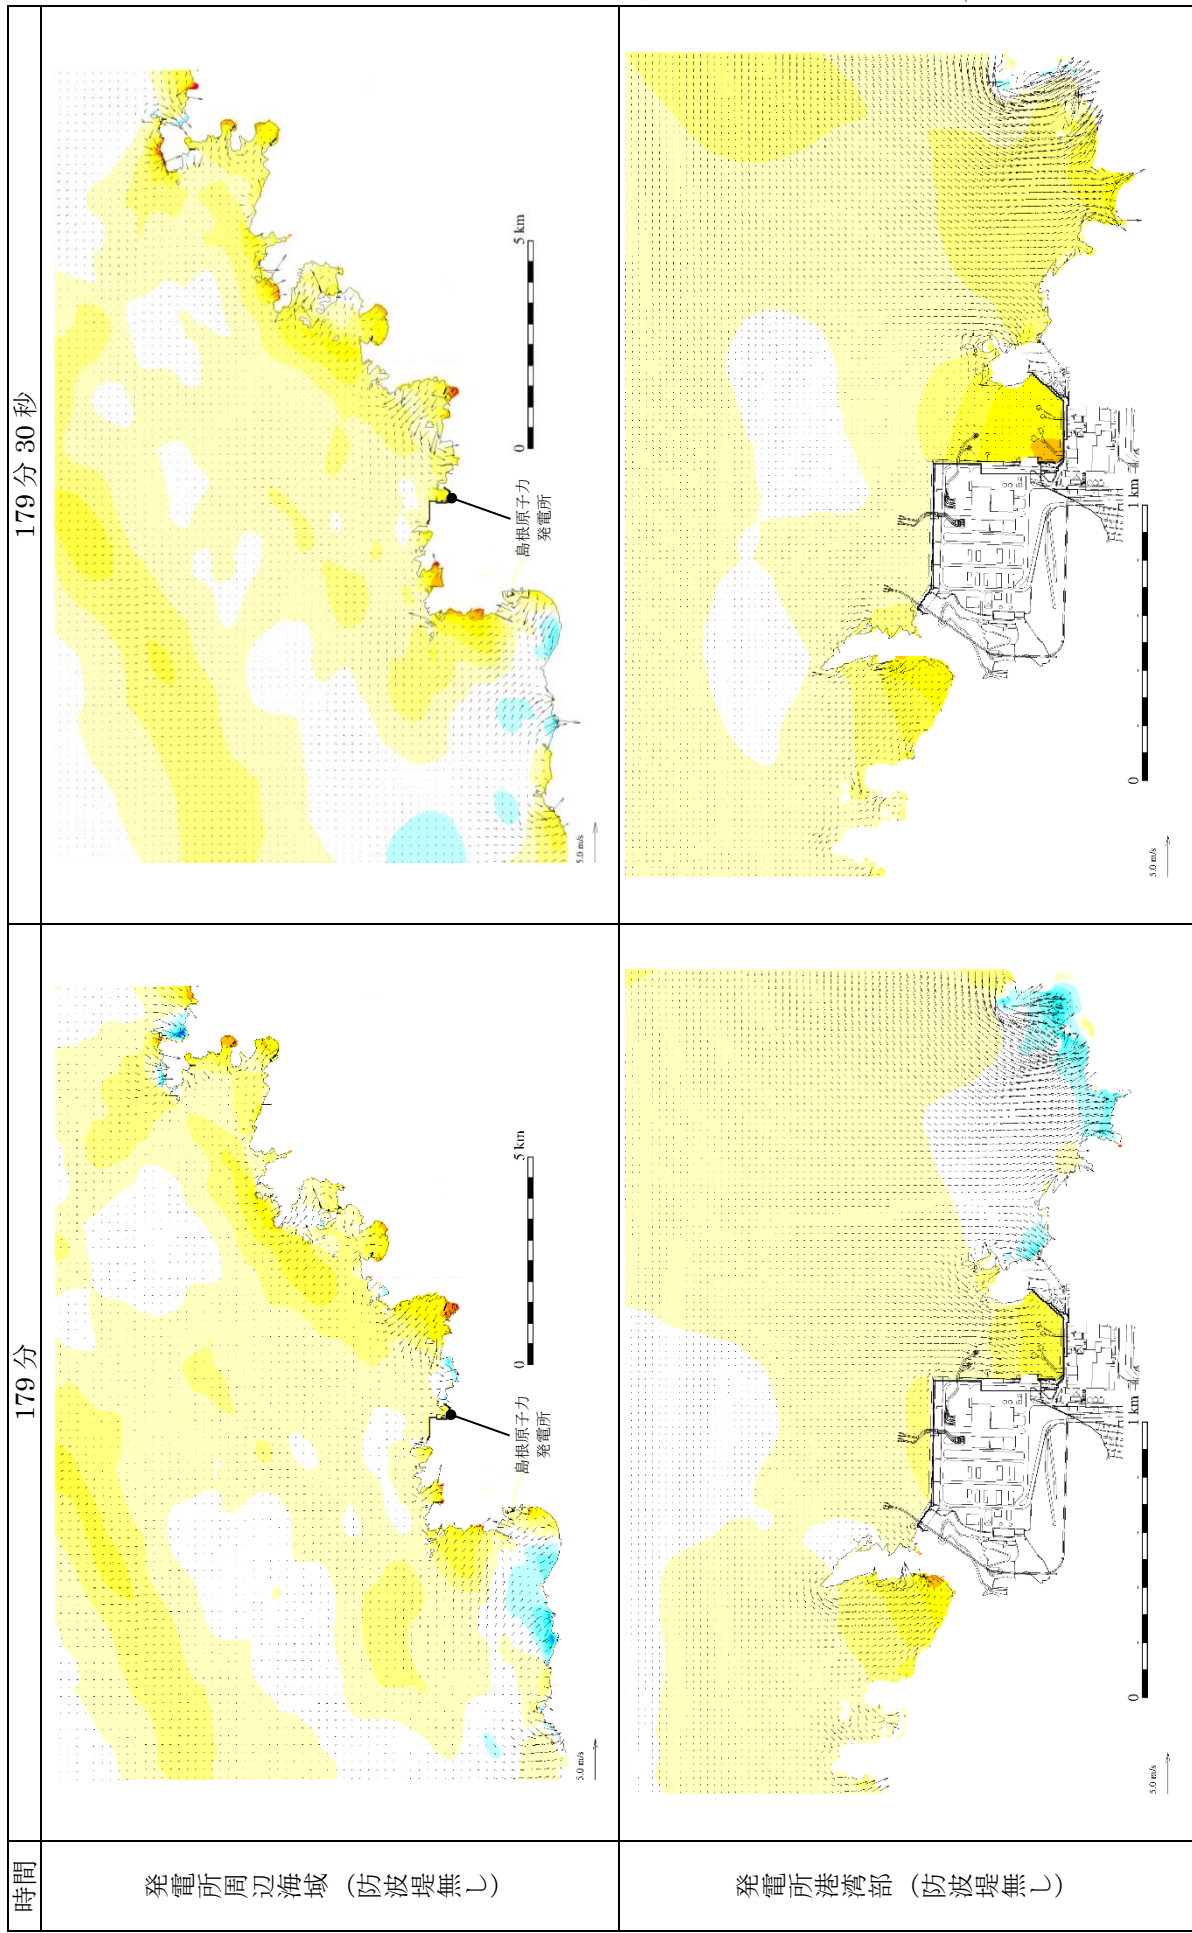 時間
179分
179分30秒
発電所周辺海域（防波堤無し）
島根原子力
発電所
0
5 km
5.0 m/s
島根原子力
発電所
0
5 km
5.0 m/s
発電所港湾部（防波堤無し）
0
1 km
5.0 m/s
0
1 km
5.0 m/s